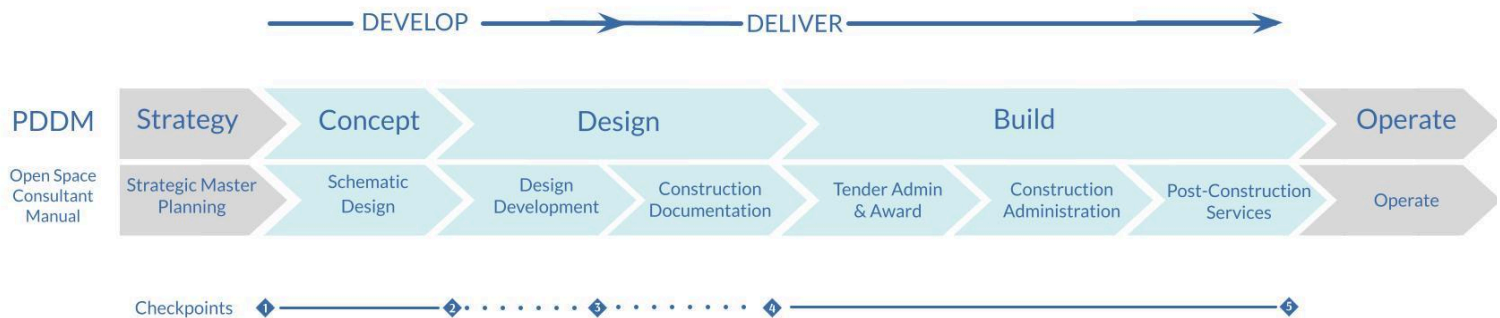 DEVELOP DELIVER
PDDM Strategy Concept Design Build Operate
Open Space
Consultant
Manual
Strategic Master
Planning
Schematic
Design
Design
Development
Construction
Documentation
Tender Admin
& Award
Construction
Administration
Post-Construction
Services
Operate
Checkpoints 1 2 3 4 5